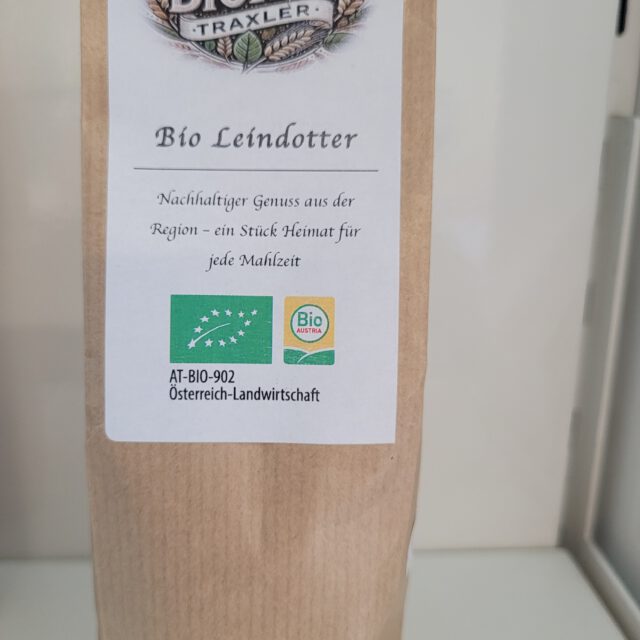 TRAXLER
Bio Leindotter
Nachhaltiger Genuss aus der
Region – ein Stück Heimat für
jede Mahlzeit
Bio
AUSTRIA
AT-BIO-902
Österreich-Landwirtschaft